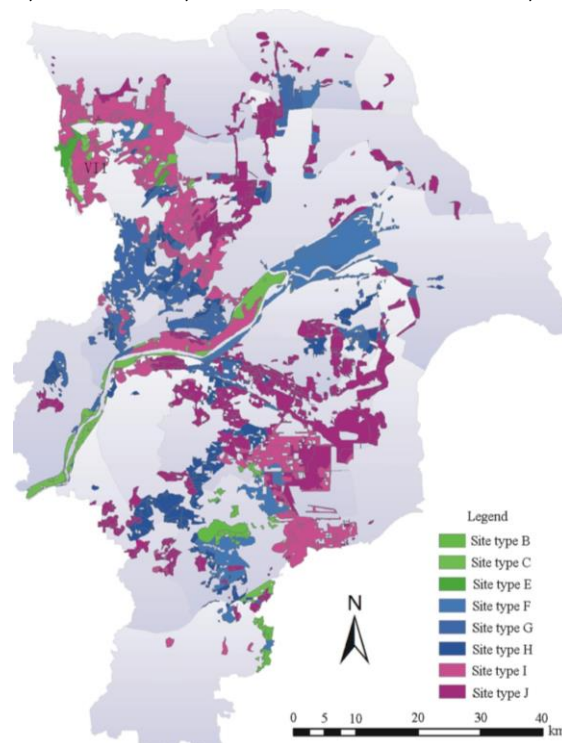 VII
Legend
Site type B
Site type C
Site type E
Site type F
Site type G
Site type H
Site type I
Site type J
N
0 5 10 20 30 40
km